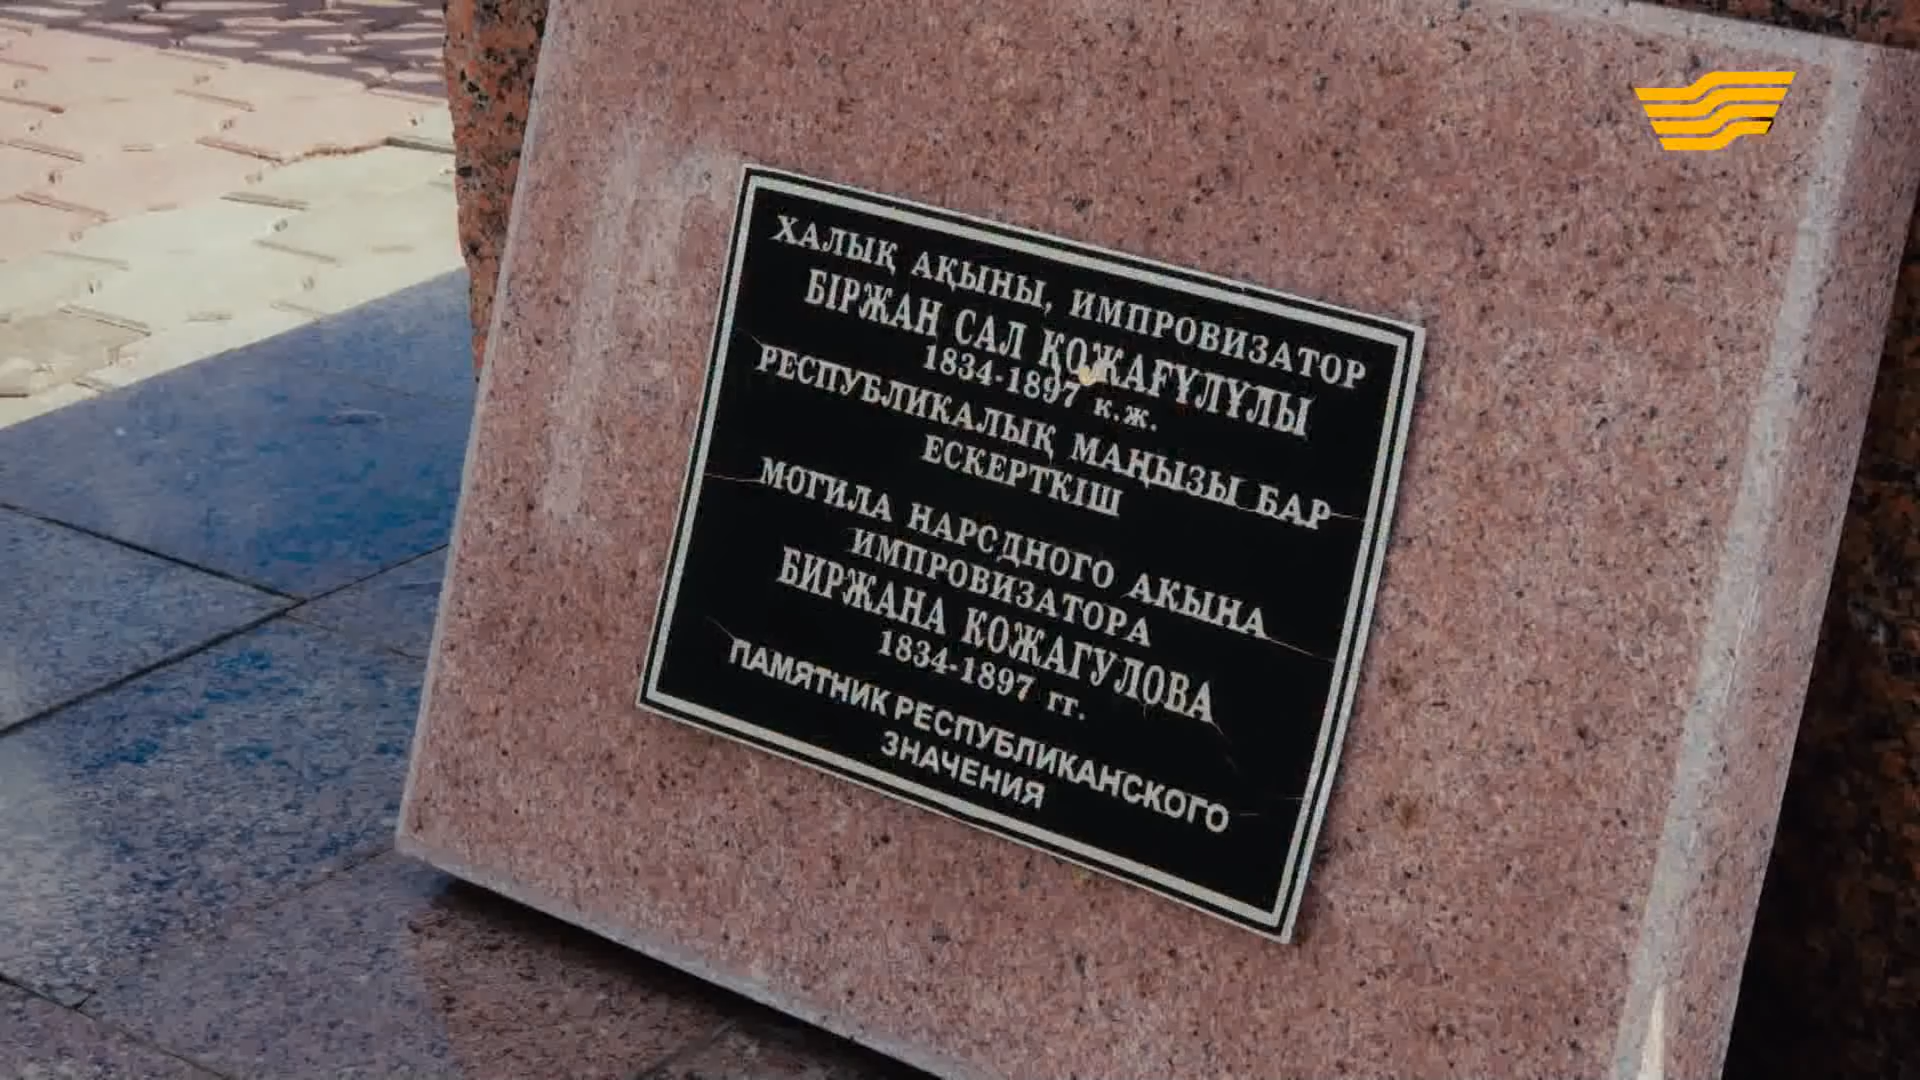 ХАЛЫҚ АҚЫНЫ, ИМПРОВИЗАТОР
БІРЖАН САЛ ҚОЖАҒҰЛҰЛЫ
1834-1897 к.ж.
РЕСПУБЛИКАЛЫҚ МАҢЫЗЫ БАР
ЕСКЕРТКІШ
МОГИЛА НАРОДНОГО АКЫНА
ИМПРОВИЗАТОРА
БИРЖАНА КОЖАГУЛОВА
1834-1897 гг.
ПАМЯТНИК РЕСПУБЛИКАНСКОГО
ЗНАЧЕНИЯ